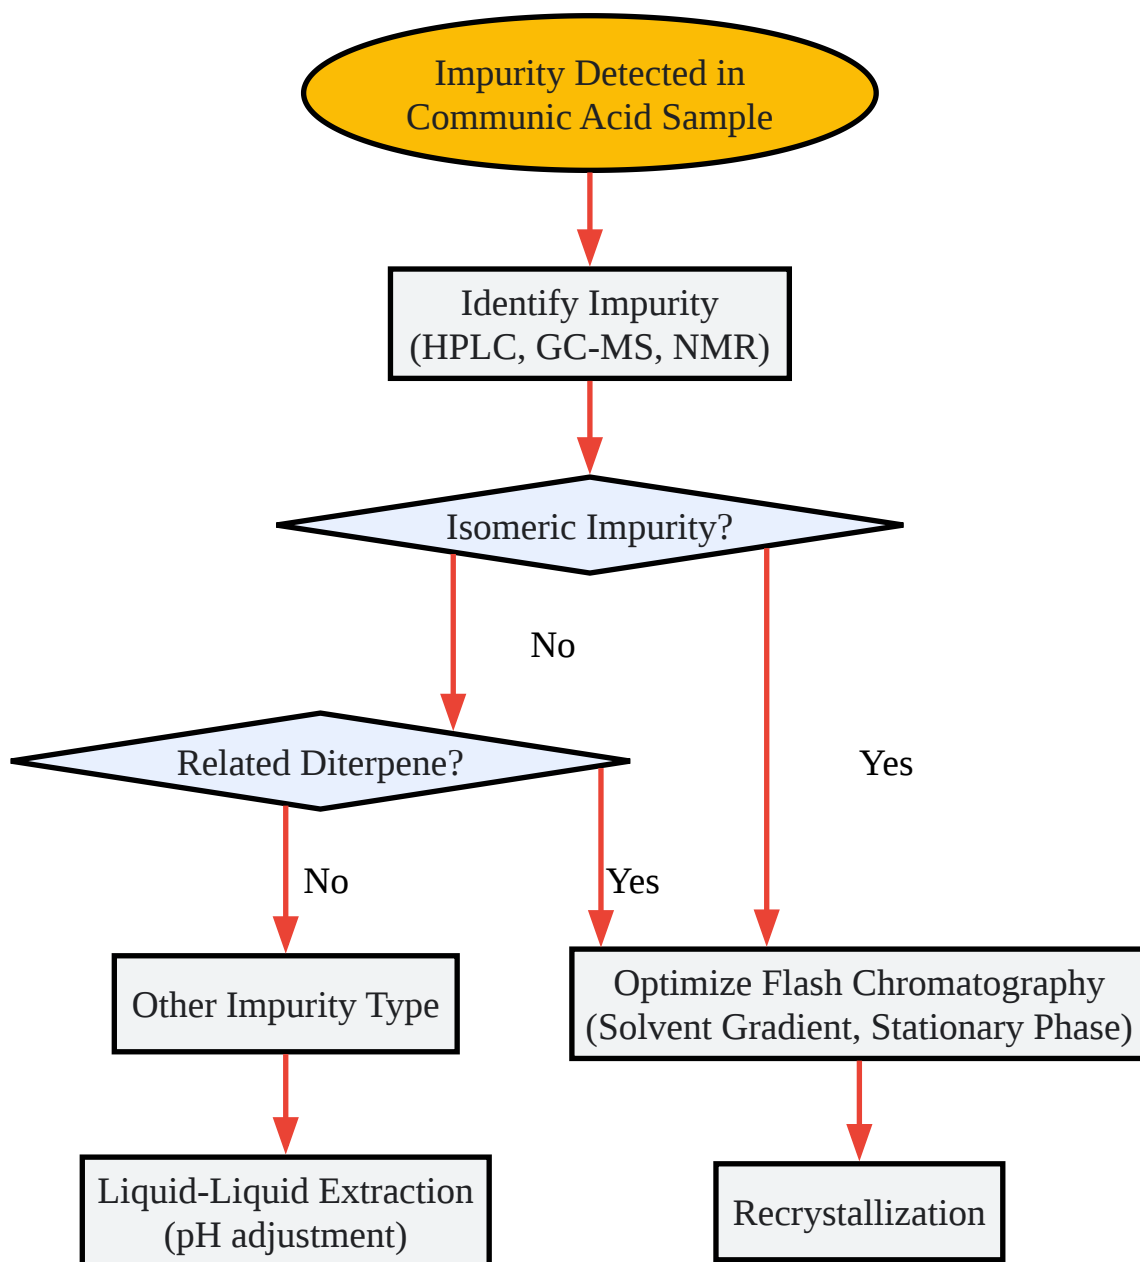 Impurity Detected in
Communic Acid Sample
Identify Impurity
(HPLC, GC-MS, NMR)
Isomeric Impurity?
No
Related Diterpene?
Yes
No
Yes
Optimize Flash Chromatography
(Solvent Gradient, Stationary Phase)
Other Impurity Type
Liquid-Liquid Extraction
(pH adjustment)
Recrystallization